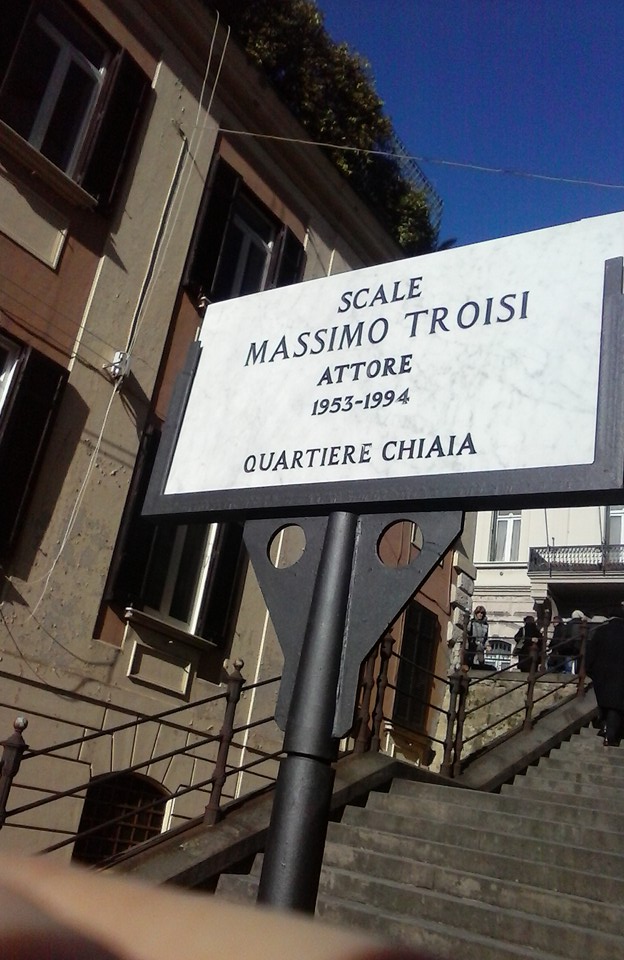 SCALE
MASSIMO TROISI
ATTORE
1953-1994
QUARTIERE CHIAIA